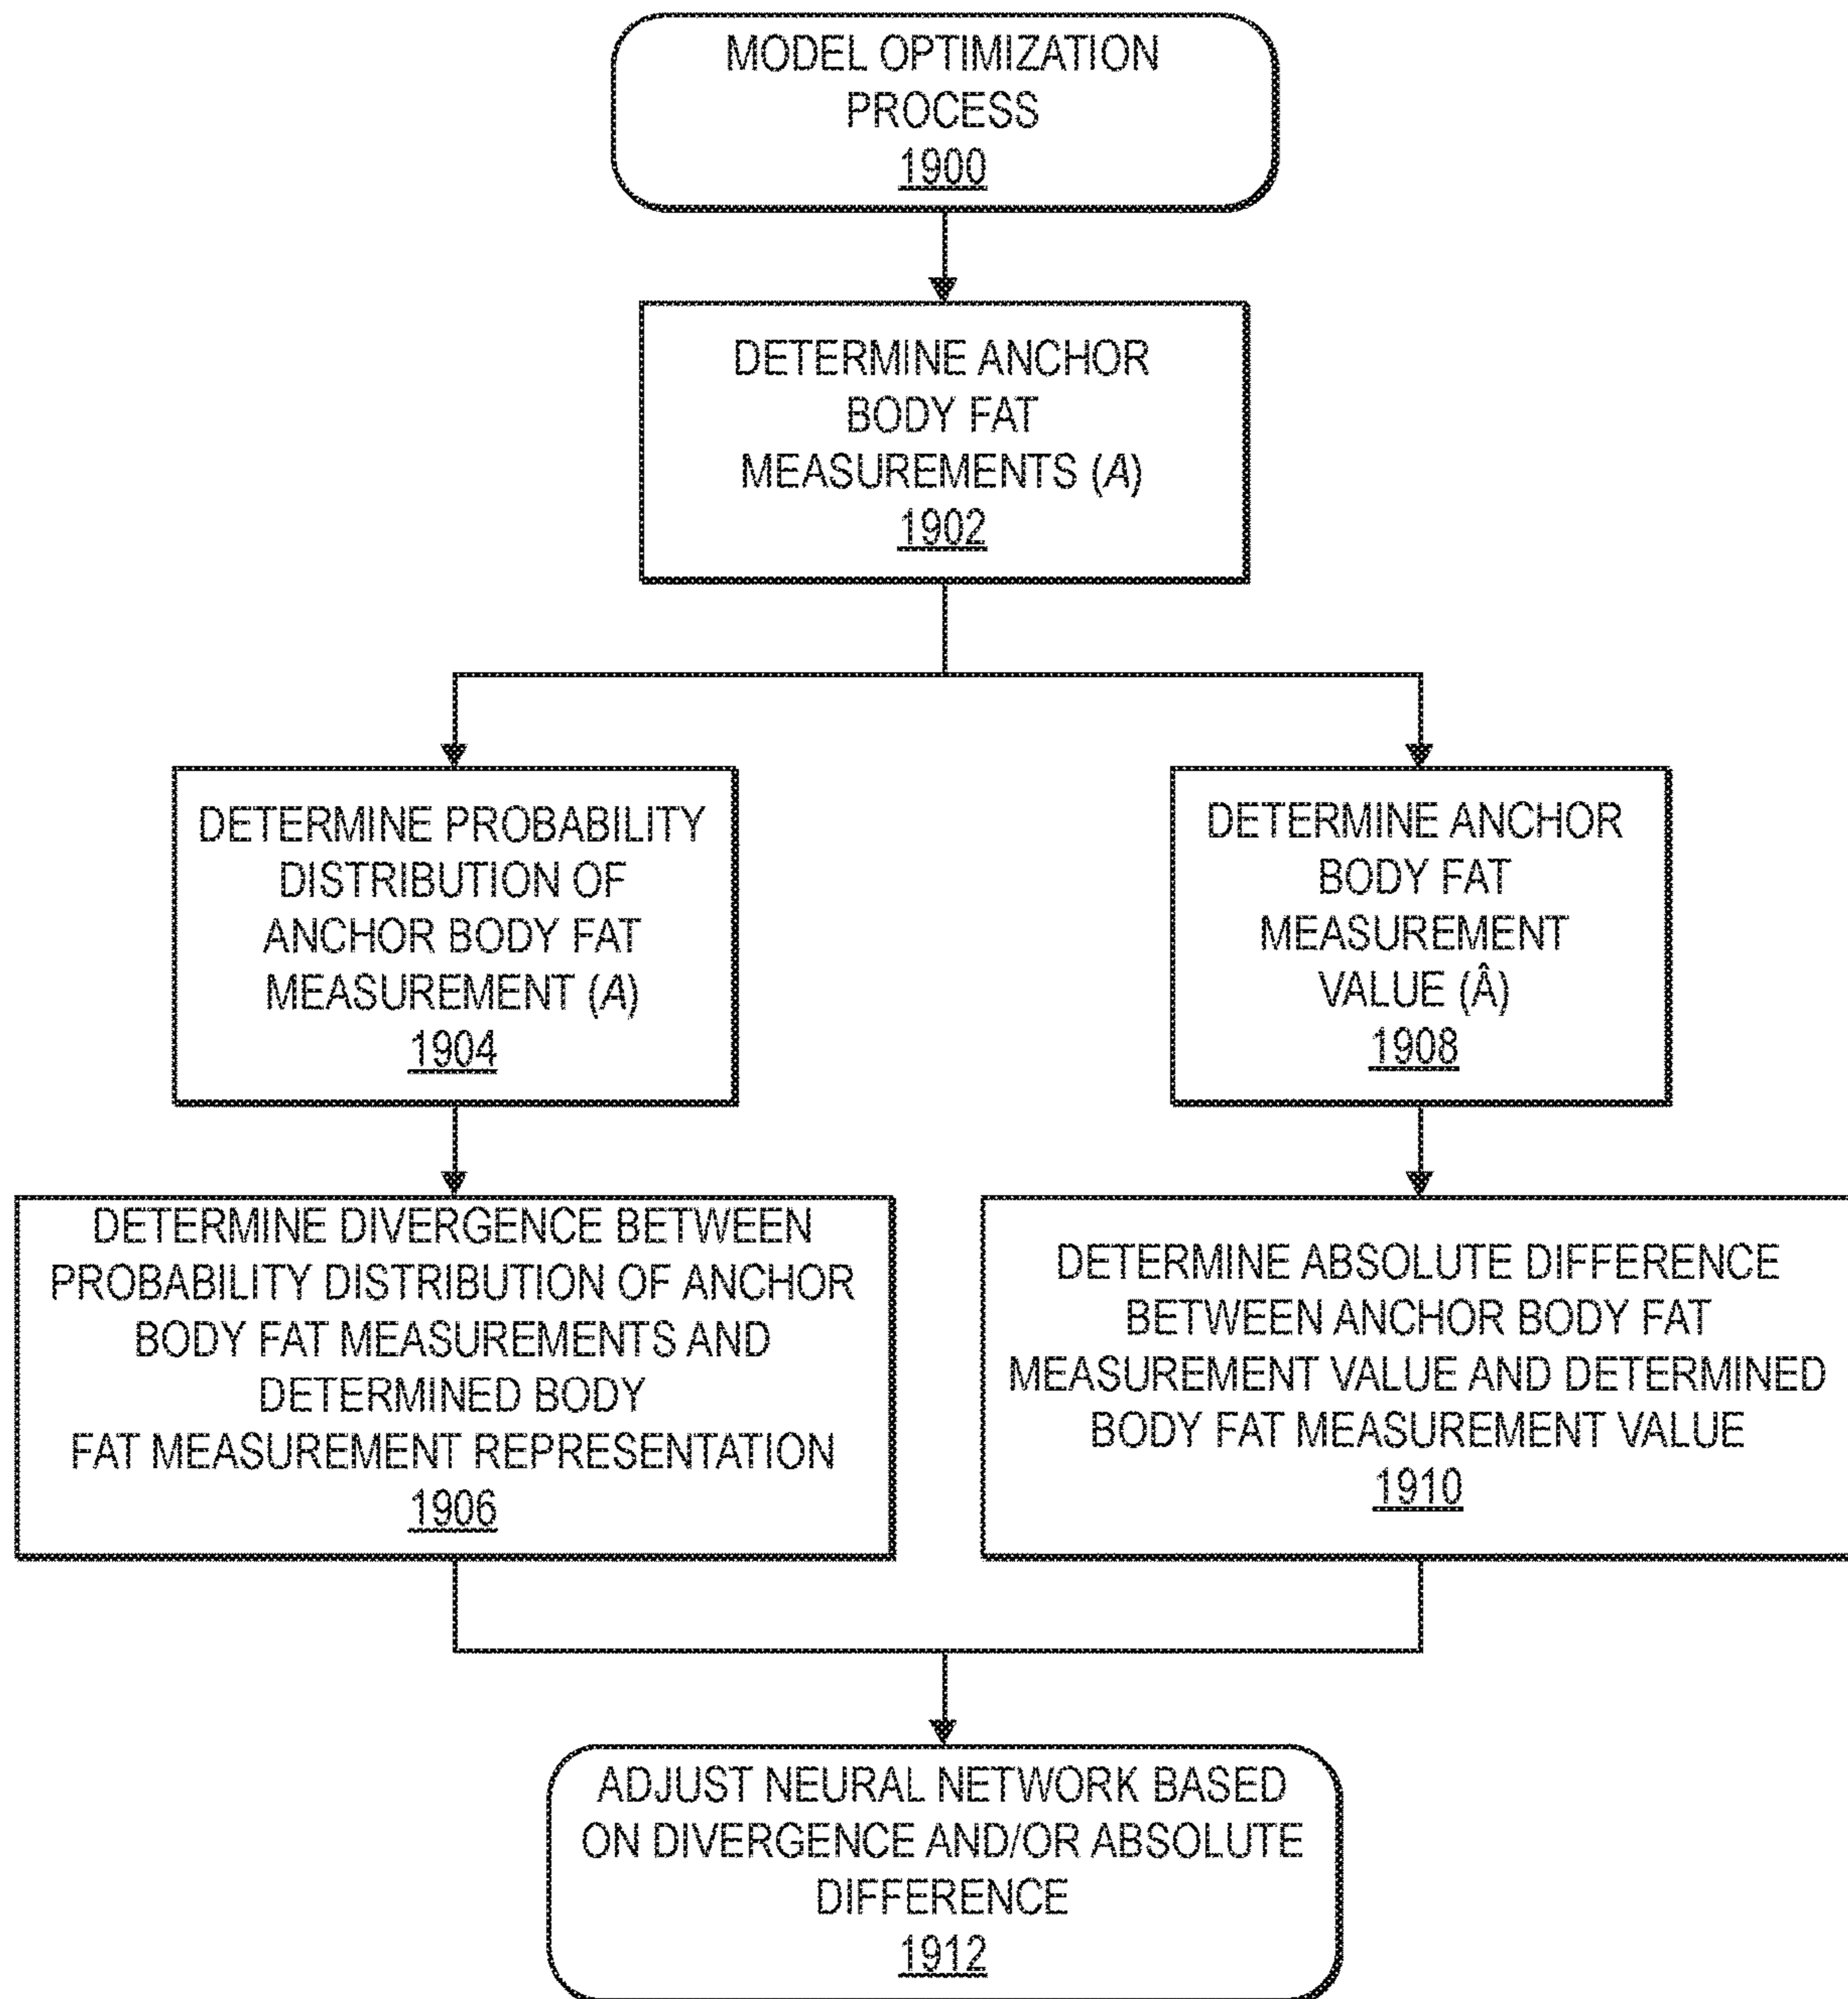 MODEL OPTIMIZATION
PROCESS
1900
DETERMINE ANCHOR
BODY FAT
MEASUREMENTS (A)
1902
DETERMINE PROBABILITY
DISTRIBUTION OF
ANCHOR BODY FAT
MEASUREMENT (A)
1904
DETERMINE ANCHOR
BODY FAT
MEASUREMENT
VALUE (Â)
1908
DETERMINE DIVERGENCE BETWEEN
PROBABILITY DISTRIBUTION OF ANCHOR
BODY FAT MEASUREMENTS AND
DETERMINED BODY
FAT MEASUREMENT REPRESENTATION
1906
DETERMINE ABSOLUTE DIFFERENCE
BETWEEN ANCHOR BODY FAT
MEASUREMENT VALUE AND DETERMINED
BODY FAT MEASUREMENT VALUE
1910
ADJUST NEURAL NETWORK BASED
ON DIVERGENCE AND/OR ABSOLUTE
DIFFERENCE
1912